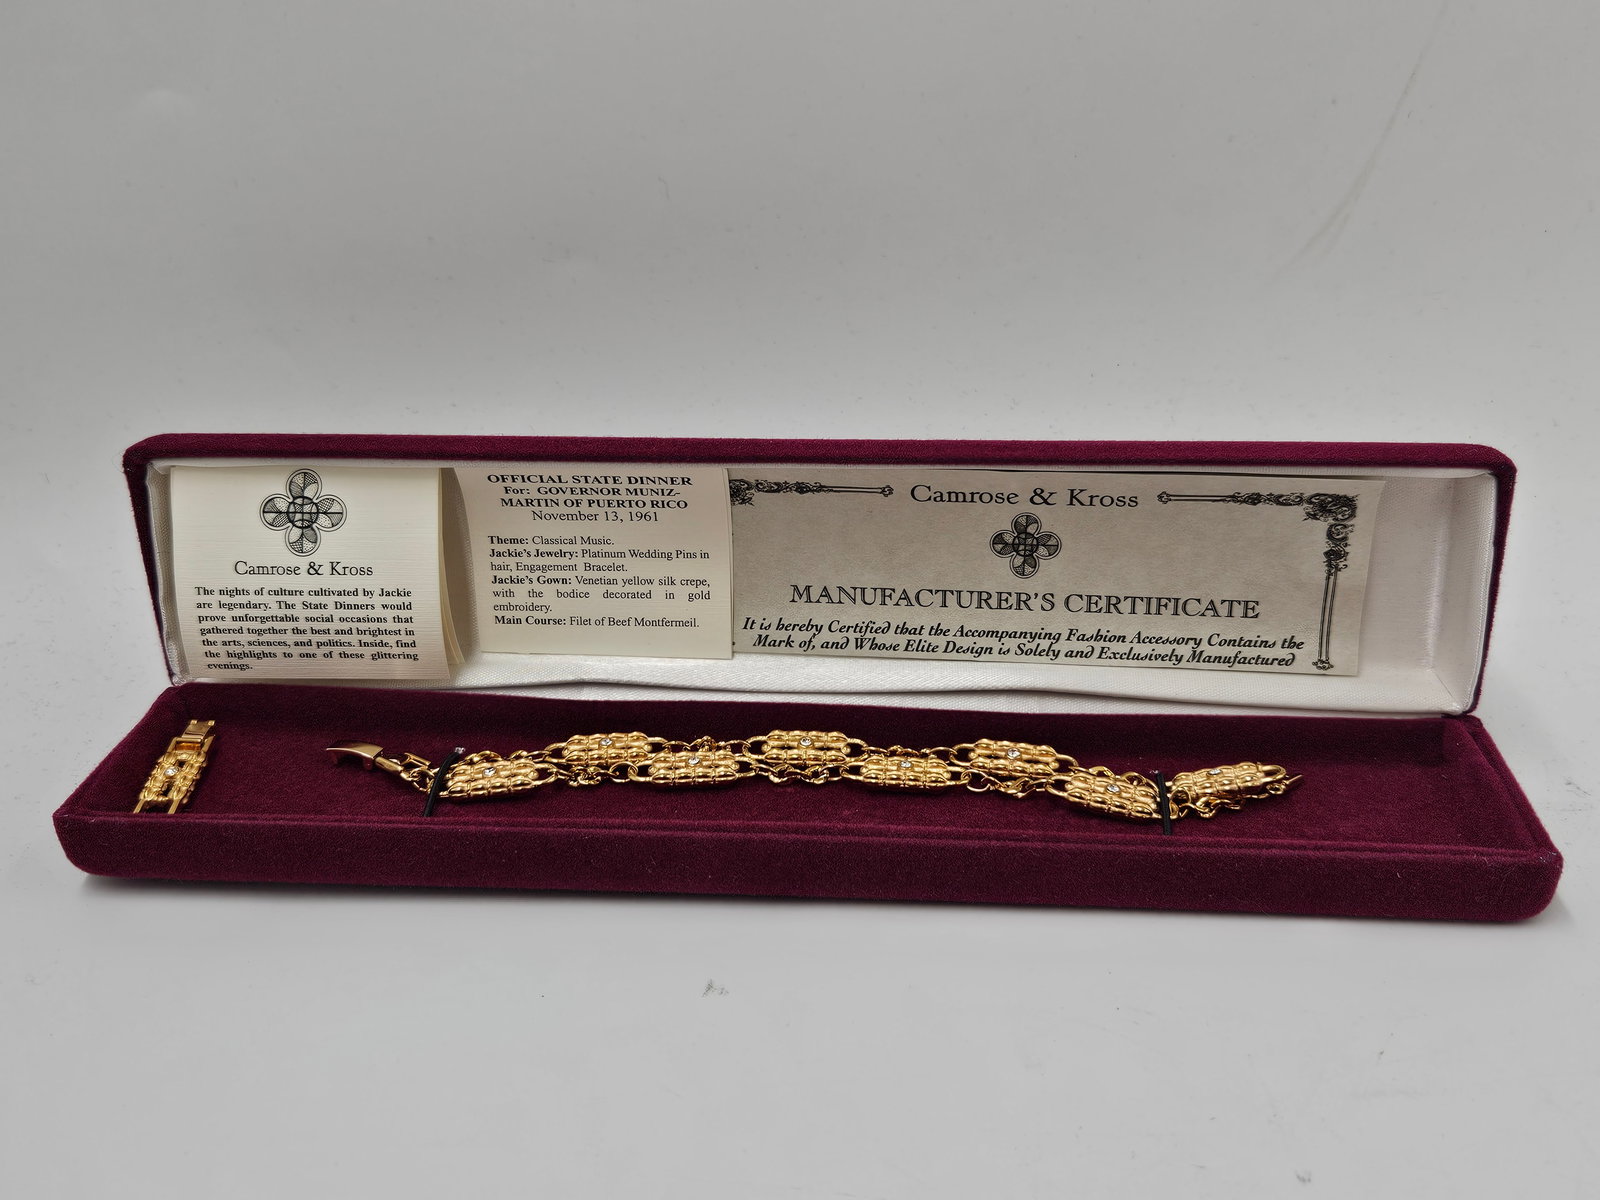 Camrose & Kross
The nights of culture cultivated by Jackie
are legendary. The State Dinners would
prove unforgettable social occasions that
gathered together the best and brightest in
the arts, sciences, and politics. Inside, find
the highlights to one of these glittering
evenings.
OFFICIAL STATE DINNER
For: GOVERNOR MUNIZ-
MARTIN OF PUERTO RICO
November 13, 1961
Theme: Classical Music.
Jackie's Jewelry: Platinum Wedding Pins in
hair, Engagement Bracelet.
Jackie's Gown: Venetian yellow silk crepe,
with the bodice decorated in gold
embroidery.
Main Course: Filet of Beef Montfermeil.
Camrose & Kross
MANUFACTURER'S CERTIFICATE
It is hereby Certified that the Accompanying Fashion Accessory Contains the
Mark of, and Whose Elite Design is Solely and Exclusively Manufactured